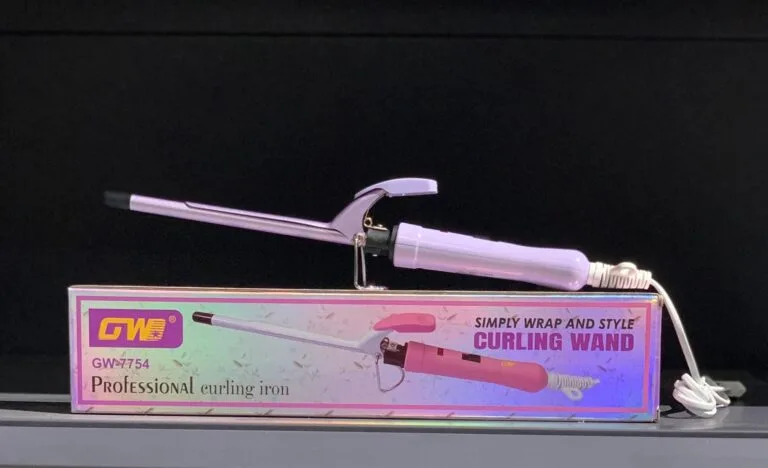 GW®
GW-7754
Professional curling iron
SIMPLY WRAP AND STYLE
CURLING WAND